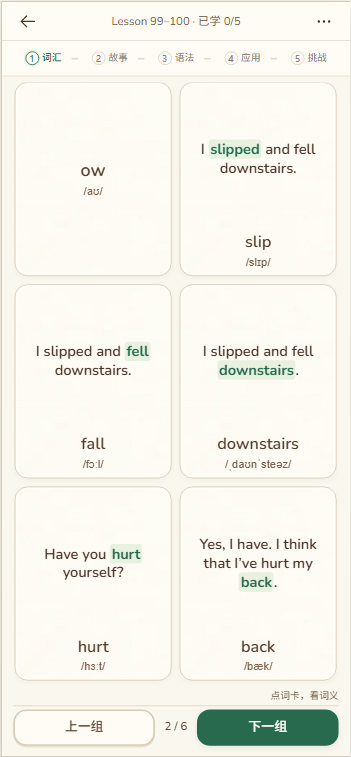 Lesson 99–100 · 已学 0/5
1 词汇 – 2 故事 – 3 语法 – 4 应用 – 5 挑战
ow
/aʊ/
I slipped and fell
downstairs.
slip
/slɪp/
I slipped and fell
downstairs.
fall
/fɔːl/
I slipped and fell
downstairs.
downstairs
/ˌdaʊnˈsteəz/
Have you hurt
yourself?
hurt
/hɜːt/
Yes, I have. I think
that I’ve hurt my
back.
back
/bæk/
点词卡，看词义
上一组
2 / 6
下一组